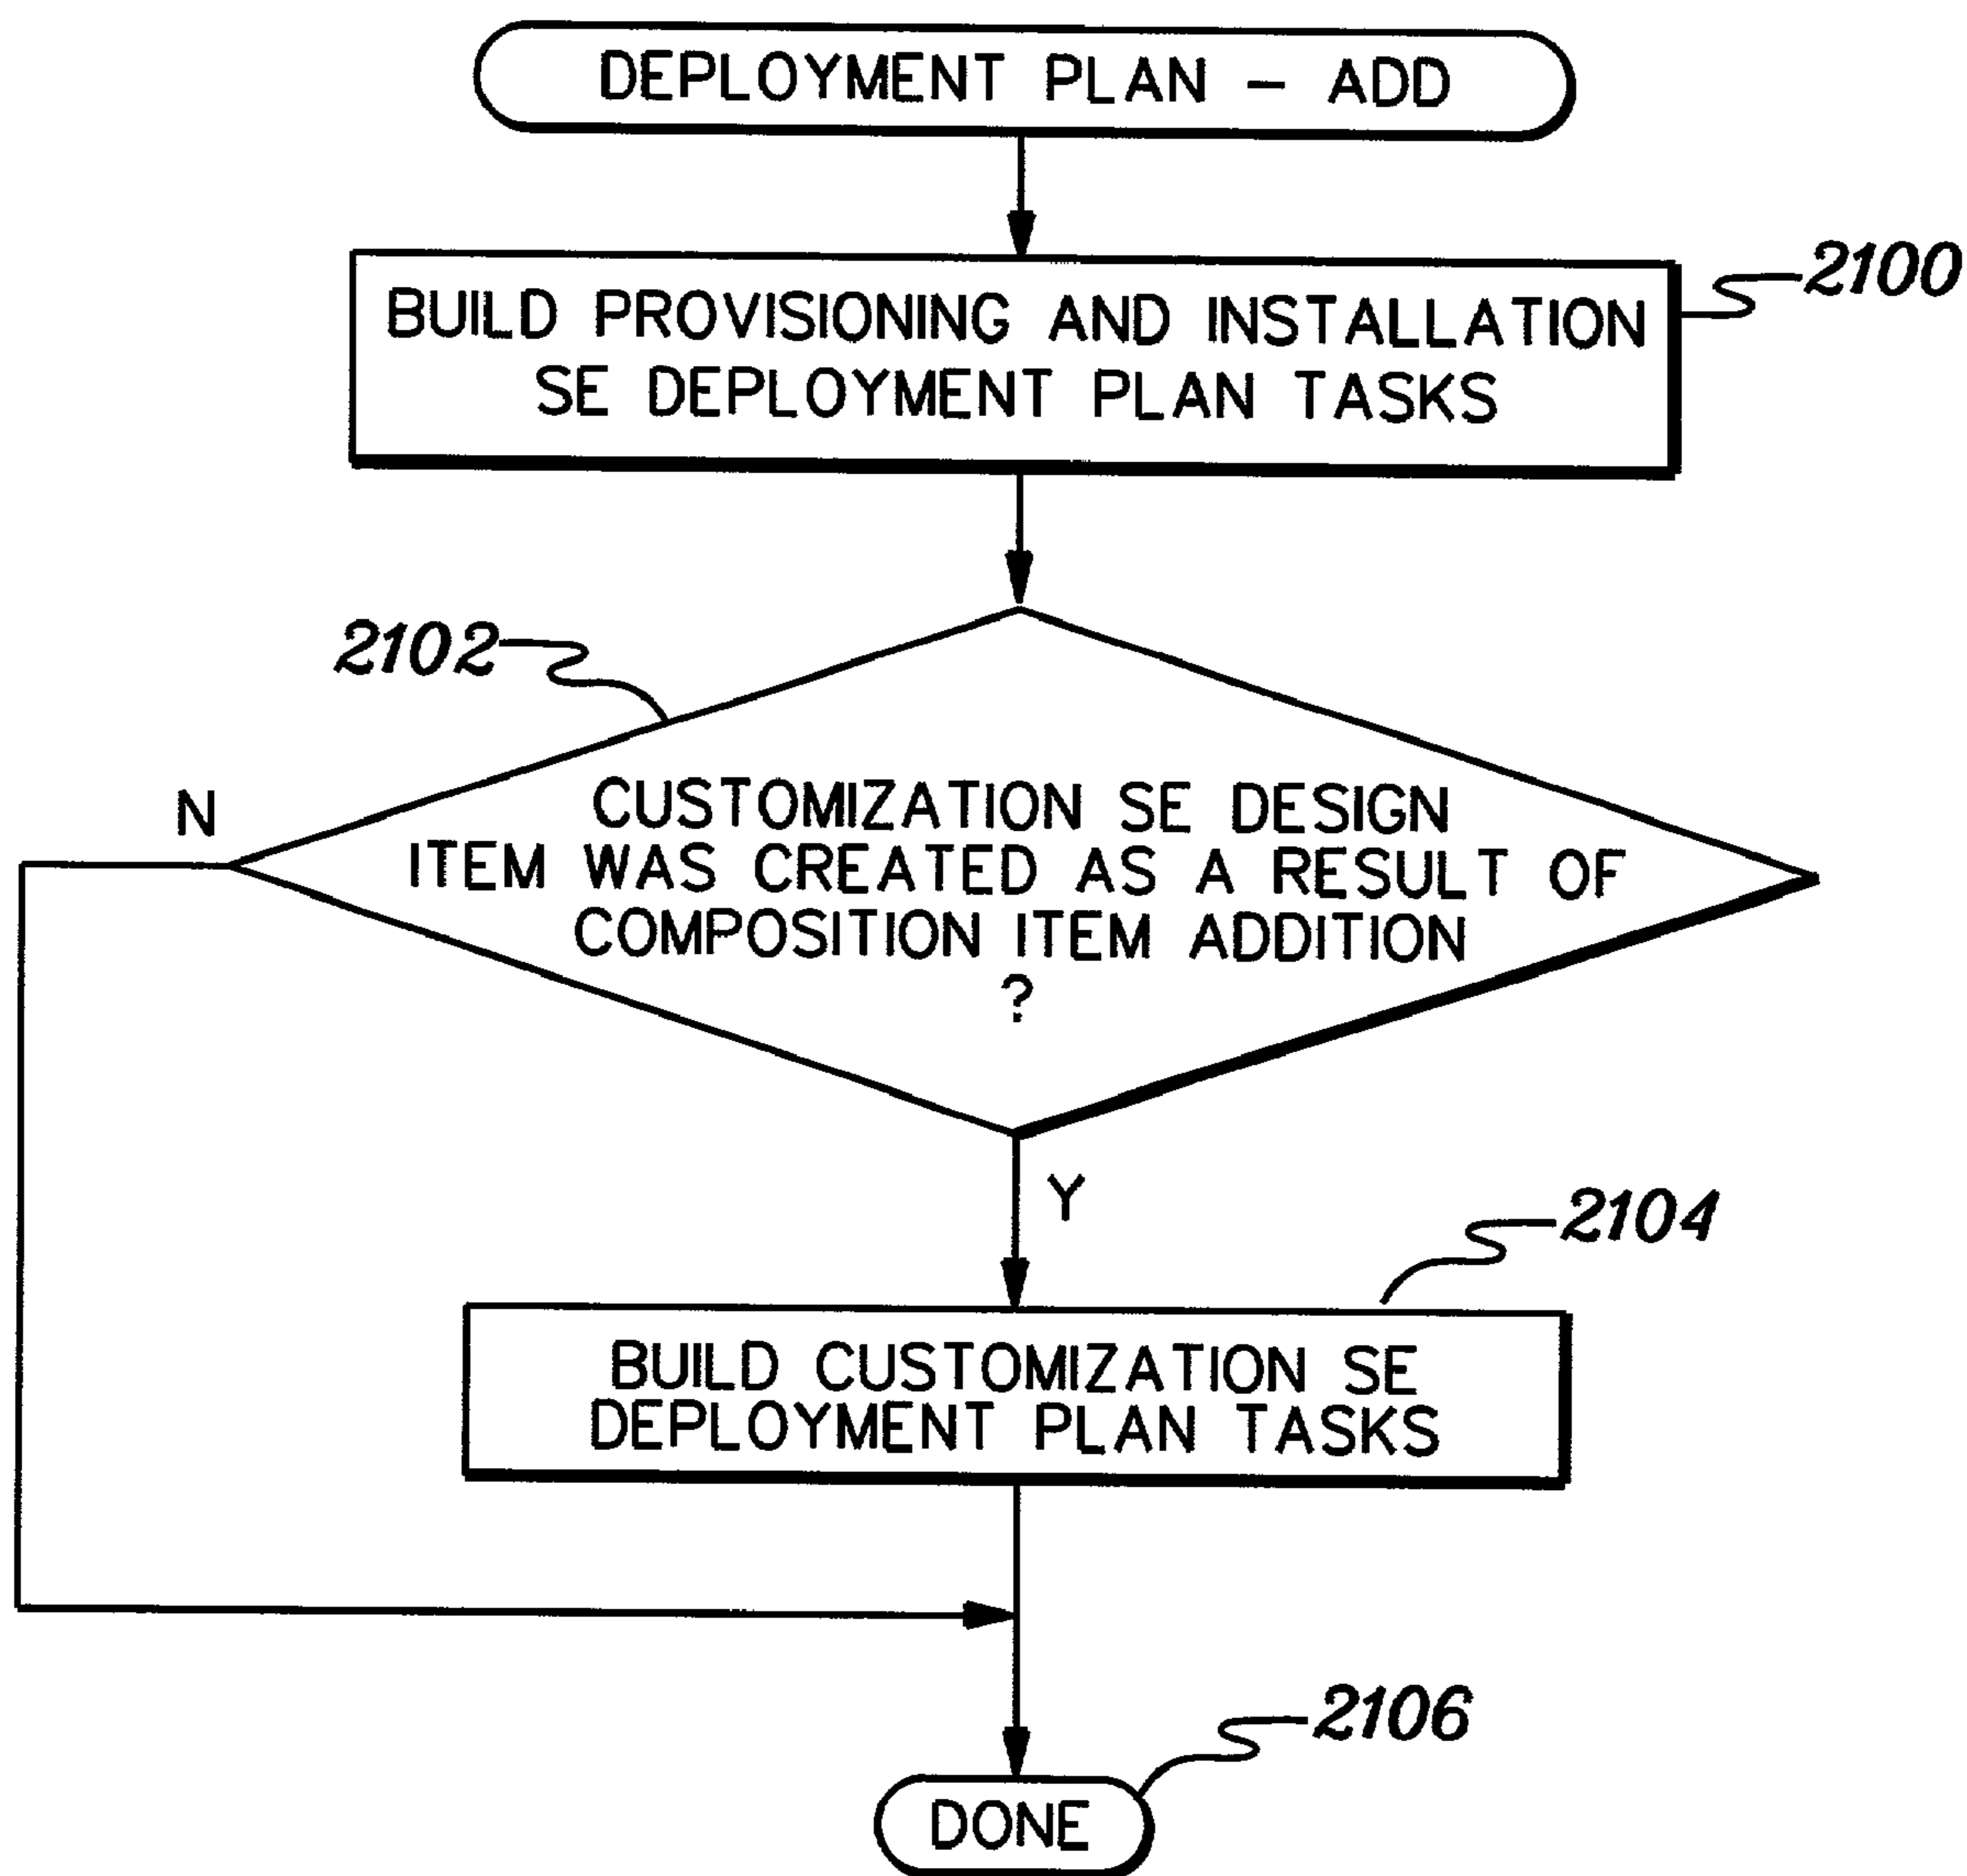 DEPLOYMENT PLAN - ADD
BUILD PROVISIONING AND INSTALLATION
SE DEPLOYMENT PLAN TASKS
2100
2102
CUSTOMIZATION SE DESIGN
ITEM WAS CREATED AS A RESULT OF
COMPOSITION ITEM ADDITION
?
N
Y
2104
BUILD CUSTOMIZATION SE
DEPLOYMENT PLAN TASKS
2106
DONE